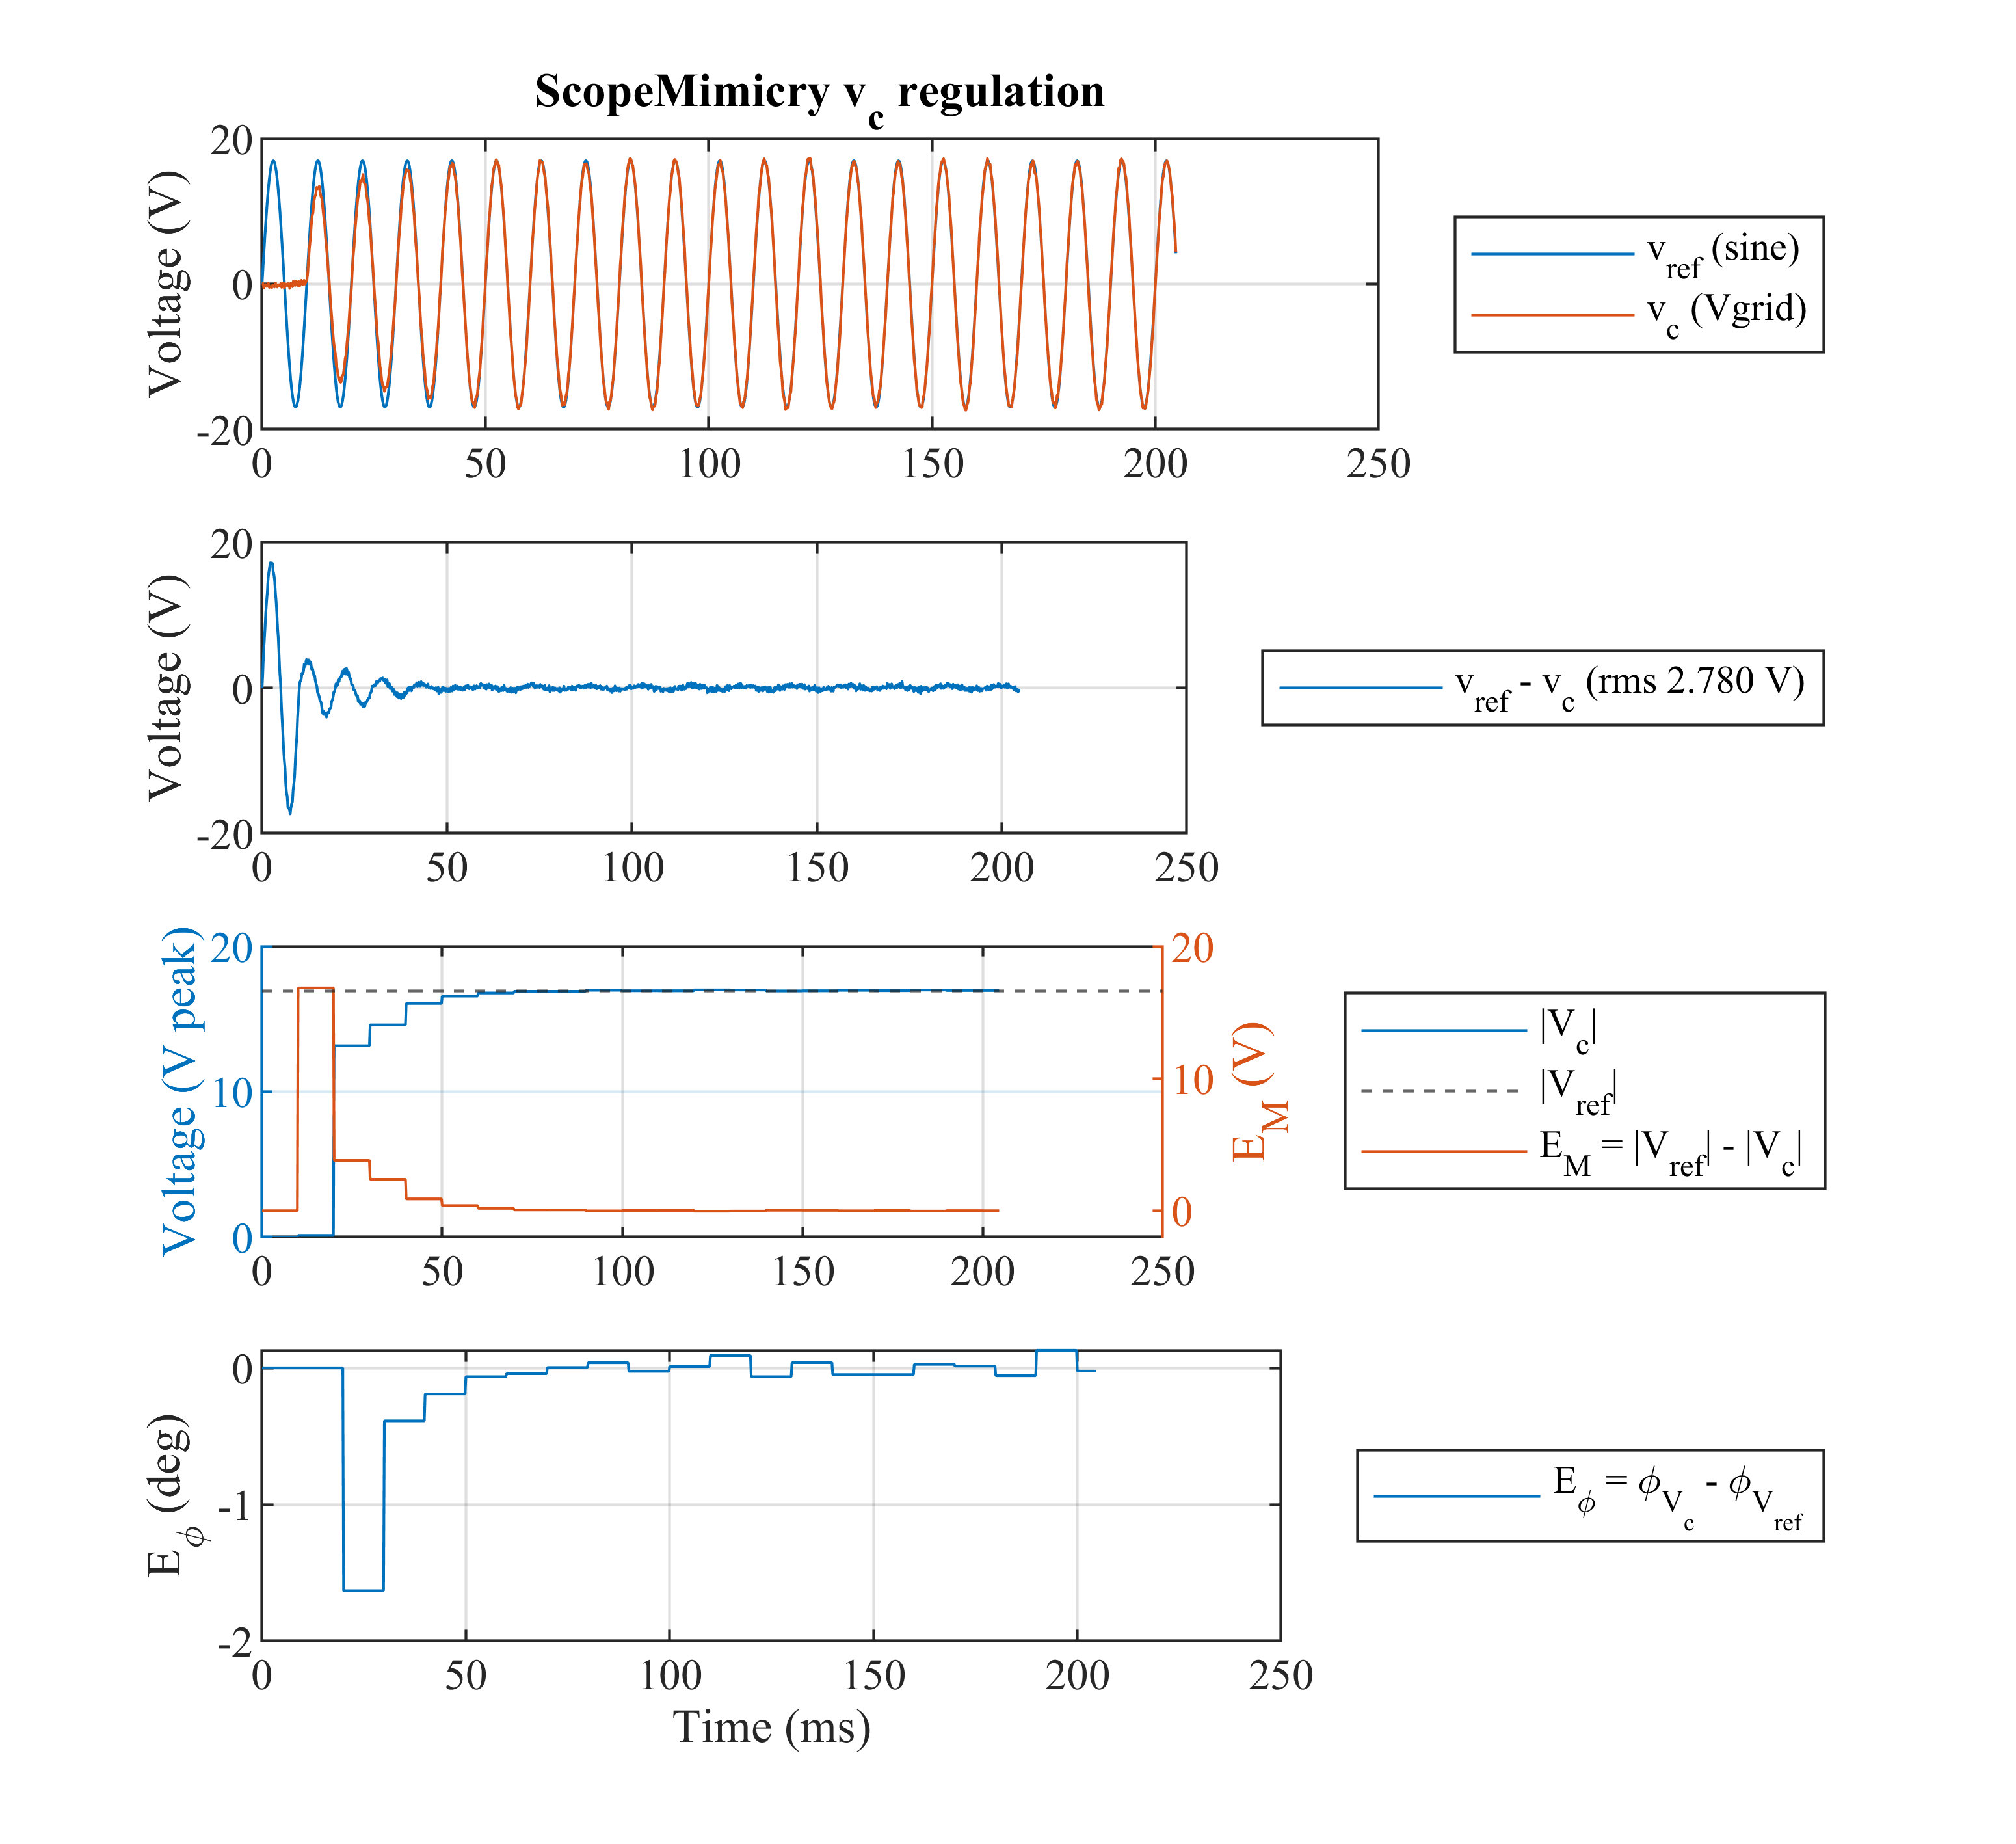 ScopeMimicry v_c regulation
Voltage (V)
20
0
-20
0 50 100 150 200 250
v_ref (sine)
v_c (Vgrid)
Voltage (V)
20
0
-20
0 50 100 150 200 250
v_ref - v_c (rms 2.780 V)
Voltage (V peak)
20
10
0
0 50 100 150 200 250
20
10
0
E_M (V)
|V_c|
|V_ref|
E_M = |V_ref| - |V_c|
E_ϕ (deg)
0
-1
-2
0 50 100 150 200 250
Time (ms)
E_ϕ = ϕ_V_c - ϕ_V_ref